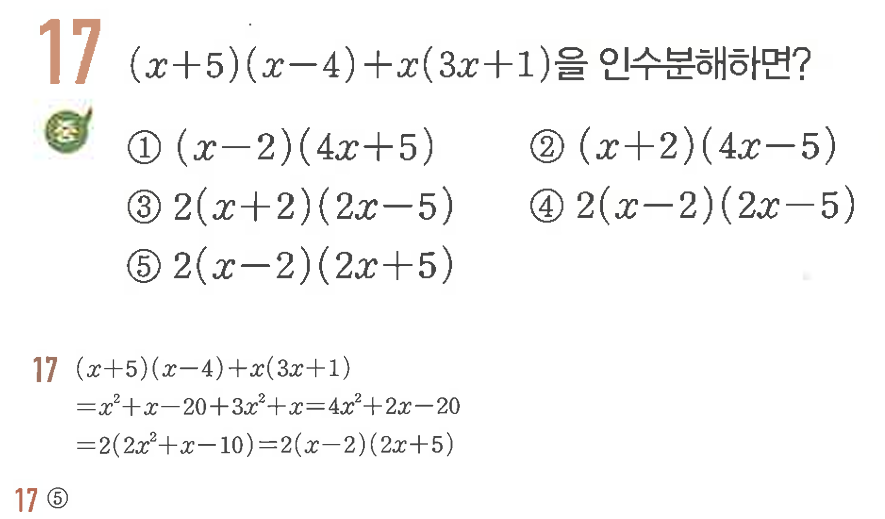 17 (x+5)(x-4)+x(3x+1)을 인수분해하면?
① (x-2)(4x+5) ② (x+2)(4x-5)
③ 2(x+2)(2x-5) ④ 2(x-2)(2x-5)
⑤ 2(x-2)(2x+5)
17 (x+5)(x-4)+x(3x+1)
=x²+x-20+3x²+x=4x²+2x-20
=2(2x²+x-10)=2(x-2)(2x+5)
17 ⑤